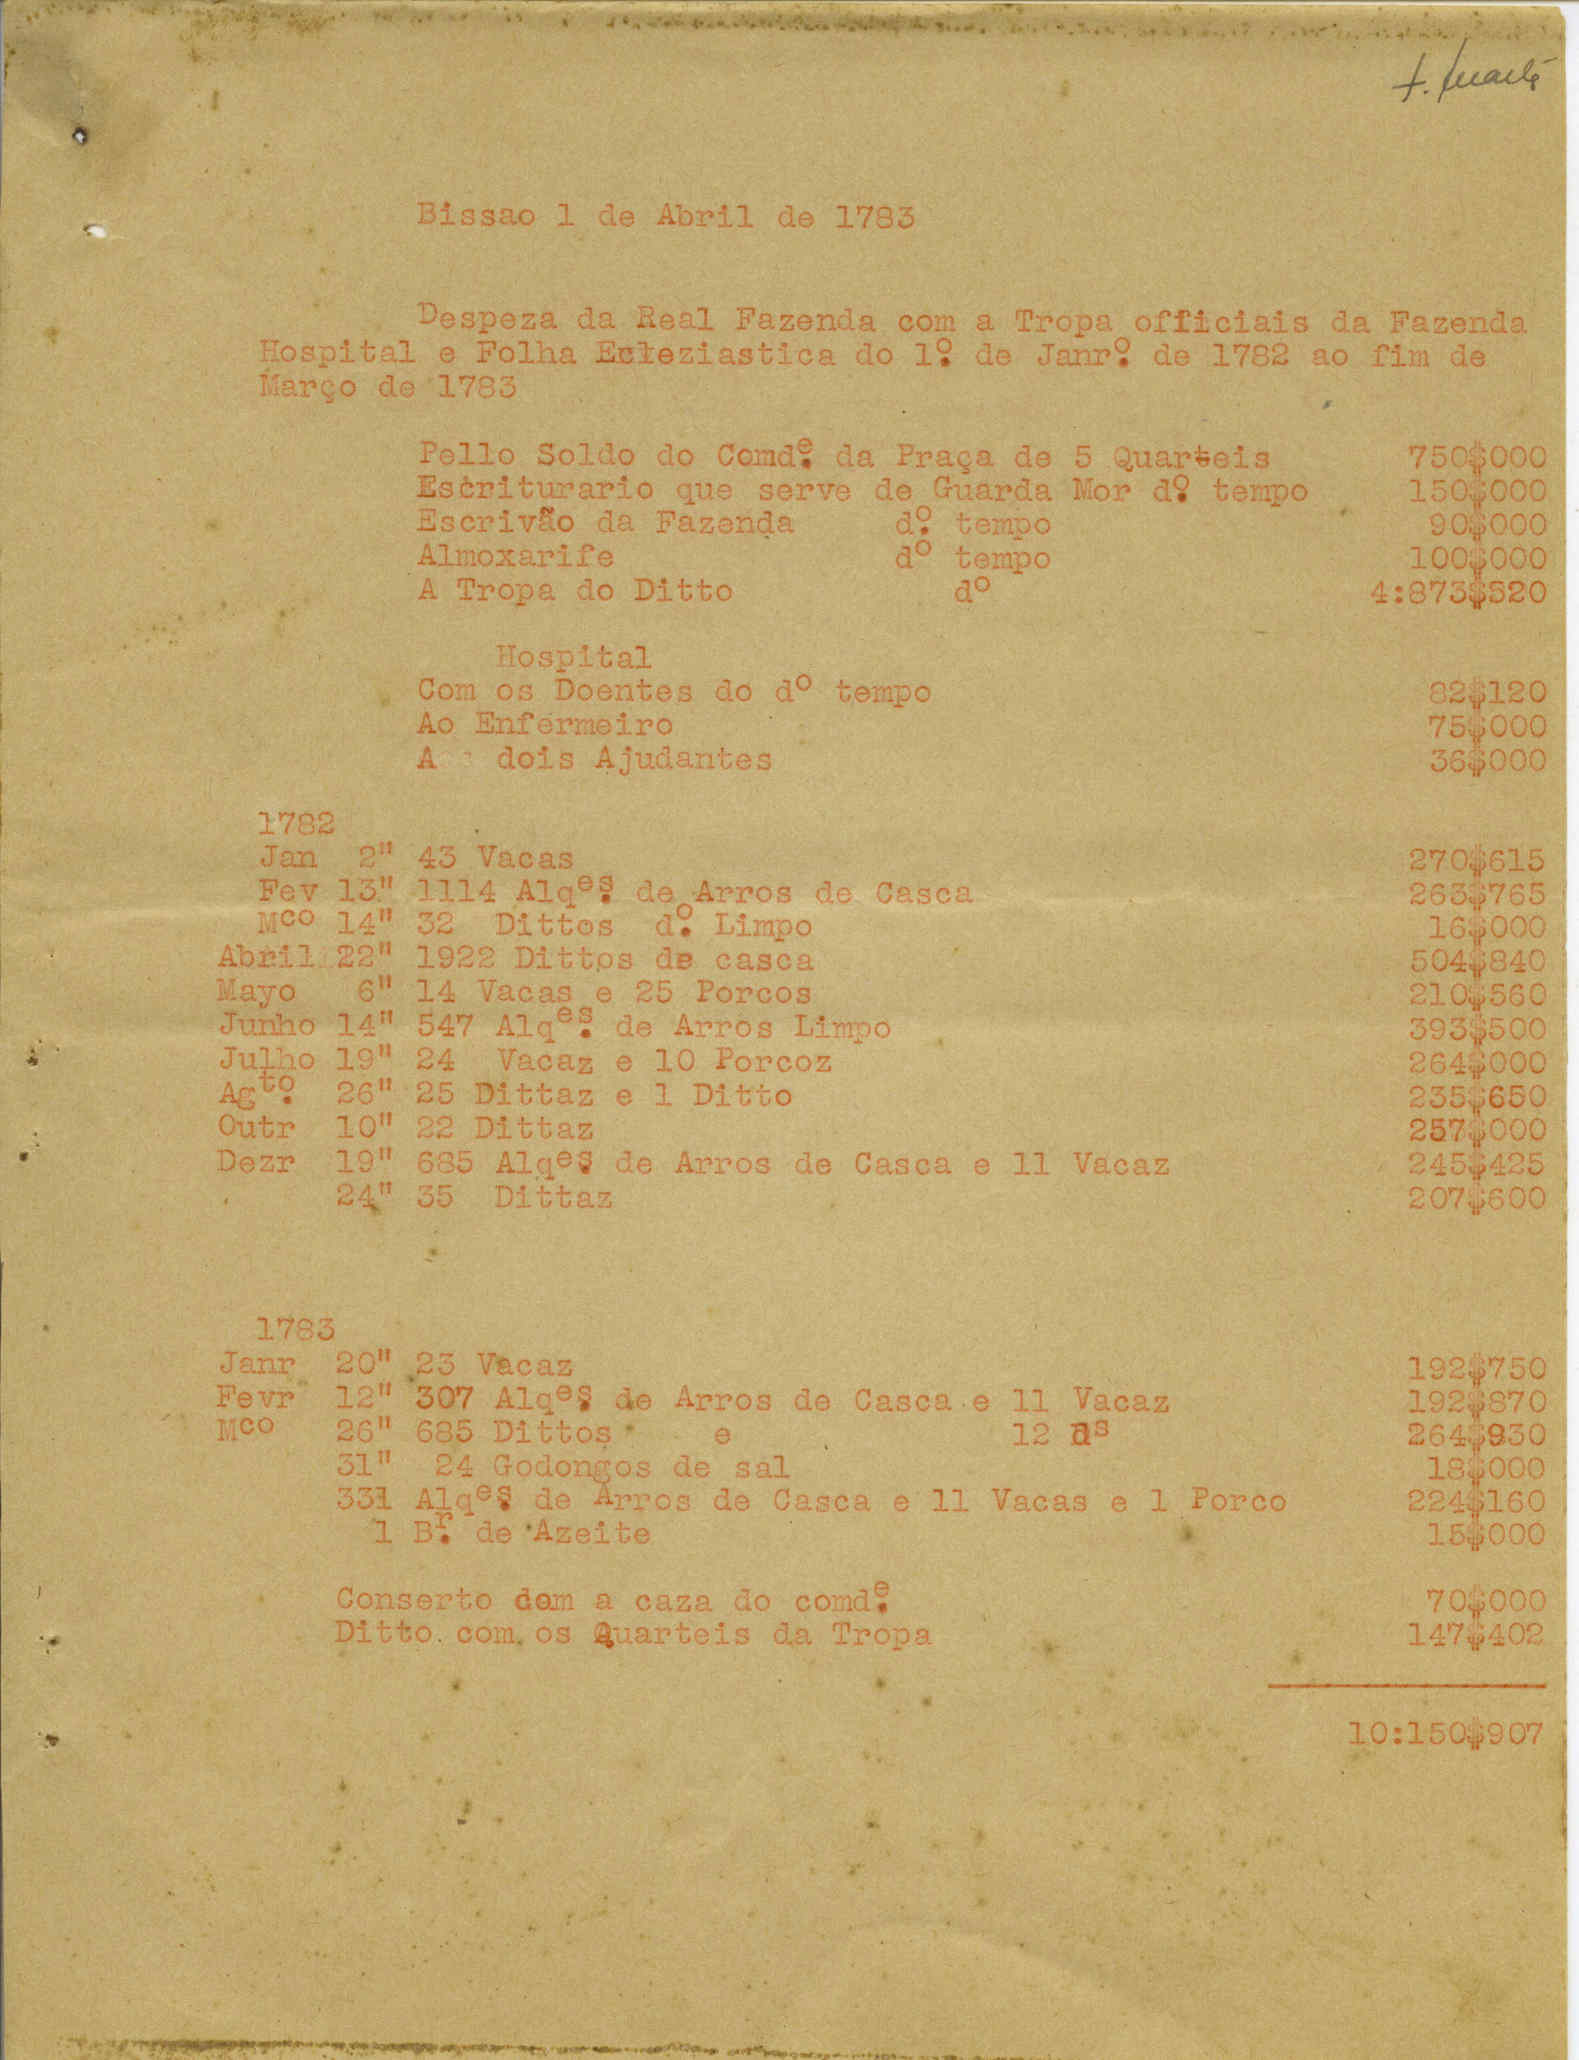 Bissao 1 de Abril de 1783
Despeza da Real Fazenda com a Tropa officiais da Fazenda
Hospital e Folha Ecleziastica do 1º. de Janrº. de 1782 ao fim de
Março de 1783
Pello Soldo do Comdᵉ. da Praça de 5 Quarteis 750$000
Escriturario que serve de Guarda Mor dº. tempo 150$000
Escrivão da Fazenda dº. tempo 90$000
Almoxarife dº tempo 100$000
A Tropa do Ditto dº 4:873$520
Hospital
Com os Doentes do dº tempo 82$120
Ao Enfermeiro 75$000
A dois Ajudantes 36$000
1782
Jan 2" 43 Vacas 270$615
Fev 13" 1114 Alqᵉˢ. de Arros de Casca 263$765
Mᶜᵒ 14" 32 Dittos dº. Limpo 16$000
Abril 22" 1922 Dittos de casca 504$840
Mayo 6" 14 Vacas e 25 Porcos 210$560
Junho 14" 547 Alqᵉˢ. de Arros Limpo 393$500
Julho 19" 24 Vacaz e 10 Porcoz 264$000
Agᵗᵒ. 26" 25 Dittaz e 1 Ditto 235$650
Outr 10" 22 Dittaz 257$000
Dezr 19" 685 Alqᵉˢ. de Arros de Casca e 11 Vacaz 245$425
24" 35 Dittaz 207$600
1783
Janr 20" 23 Vacaz 192$750
Fevr 12" 307 Alqᵉˢ. de Arros de Casca e 11 Vacaz 192$870
Mᶜᵒ 26" 685 Dittos e 12 dˢ 264$930
31" 24 Godongos de sal 18$000
331 Alqᵉˢ. de Arros de Casca e 11 Vacas e 1 Porco 224$160
1 Bʳ. de Azeite 15$000
Conserto com a caza do comdᵉ. 70$000
Ditto com os Quarteis da Tropa 147$402
10:150$907